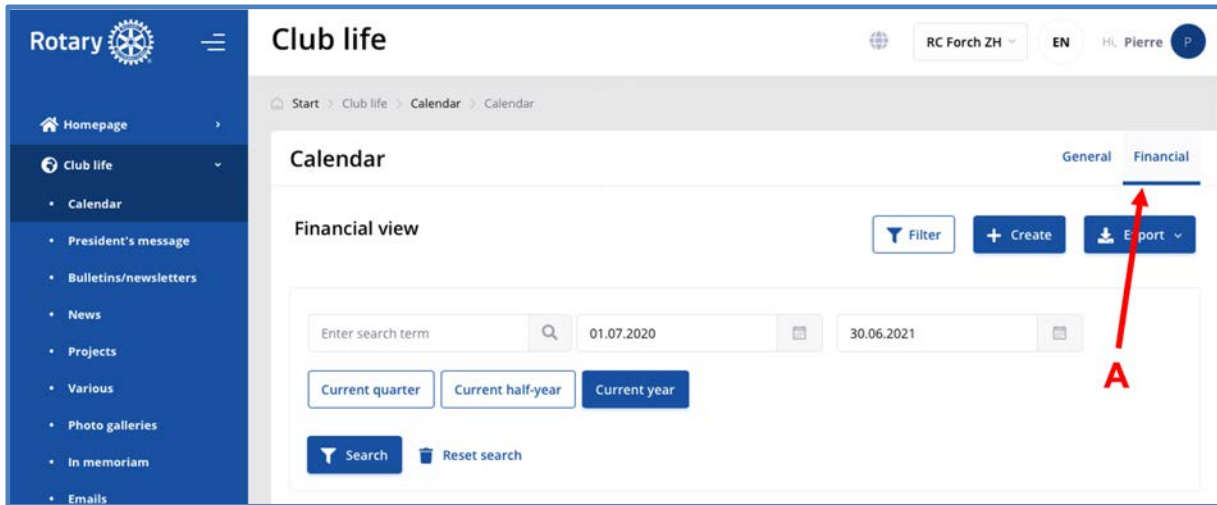 Rotary
Club life
RC Forch ZH
EN
Hi, Pierre
P
Start > Club life > Calendar > Calendar
Homepage
Club life
Calendar
President's message
Bulletins/newsletters
News
Projects
Various
Photo galleries
In memoriam
Emails
Calendar
General Financial
Financial view
Filter
+ Create
Export
Enter search term
01.07.2020
30.06.2021
Current quarter
Current half-year
Current year
Search
Reset search
A